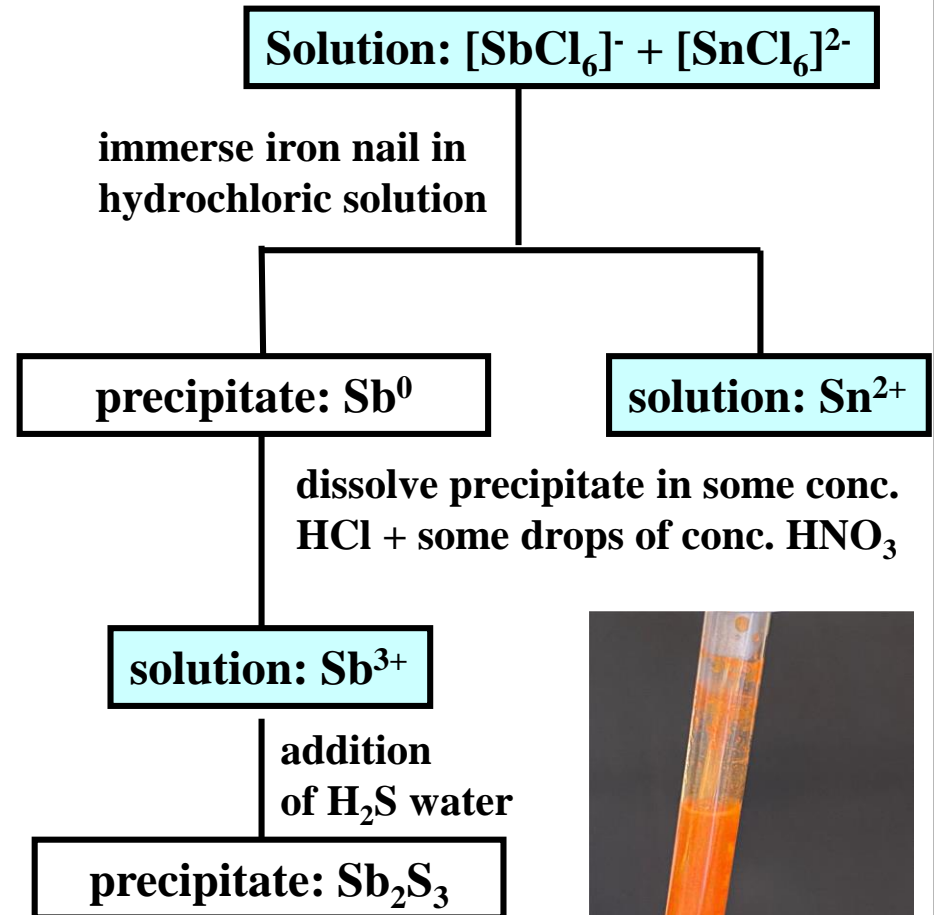 Solution: [SbCl₆]⁻ + [SnCl₆]²⁻
immerse iron nail in
hydrochloric solution
precipitate: Sb⁰
solution: Sn²⁺
dissolve precipitate in some conc.
HCl + some drops of conc. HNO₃
solution: Sb³⁺
addition
of H₂S water
precipitate: Sb₂S₃